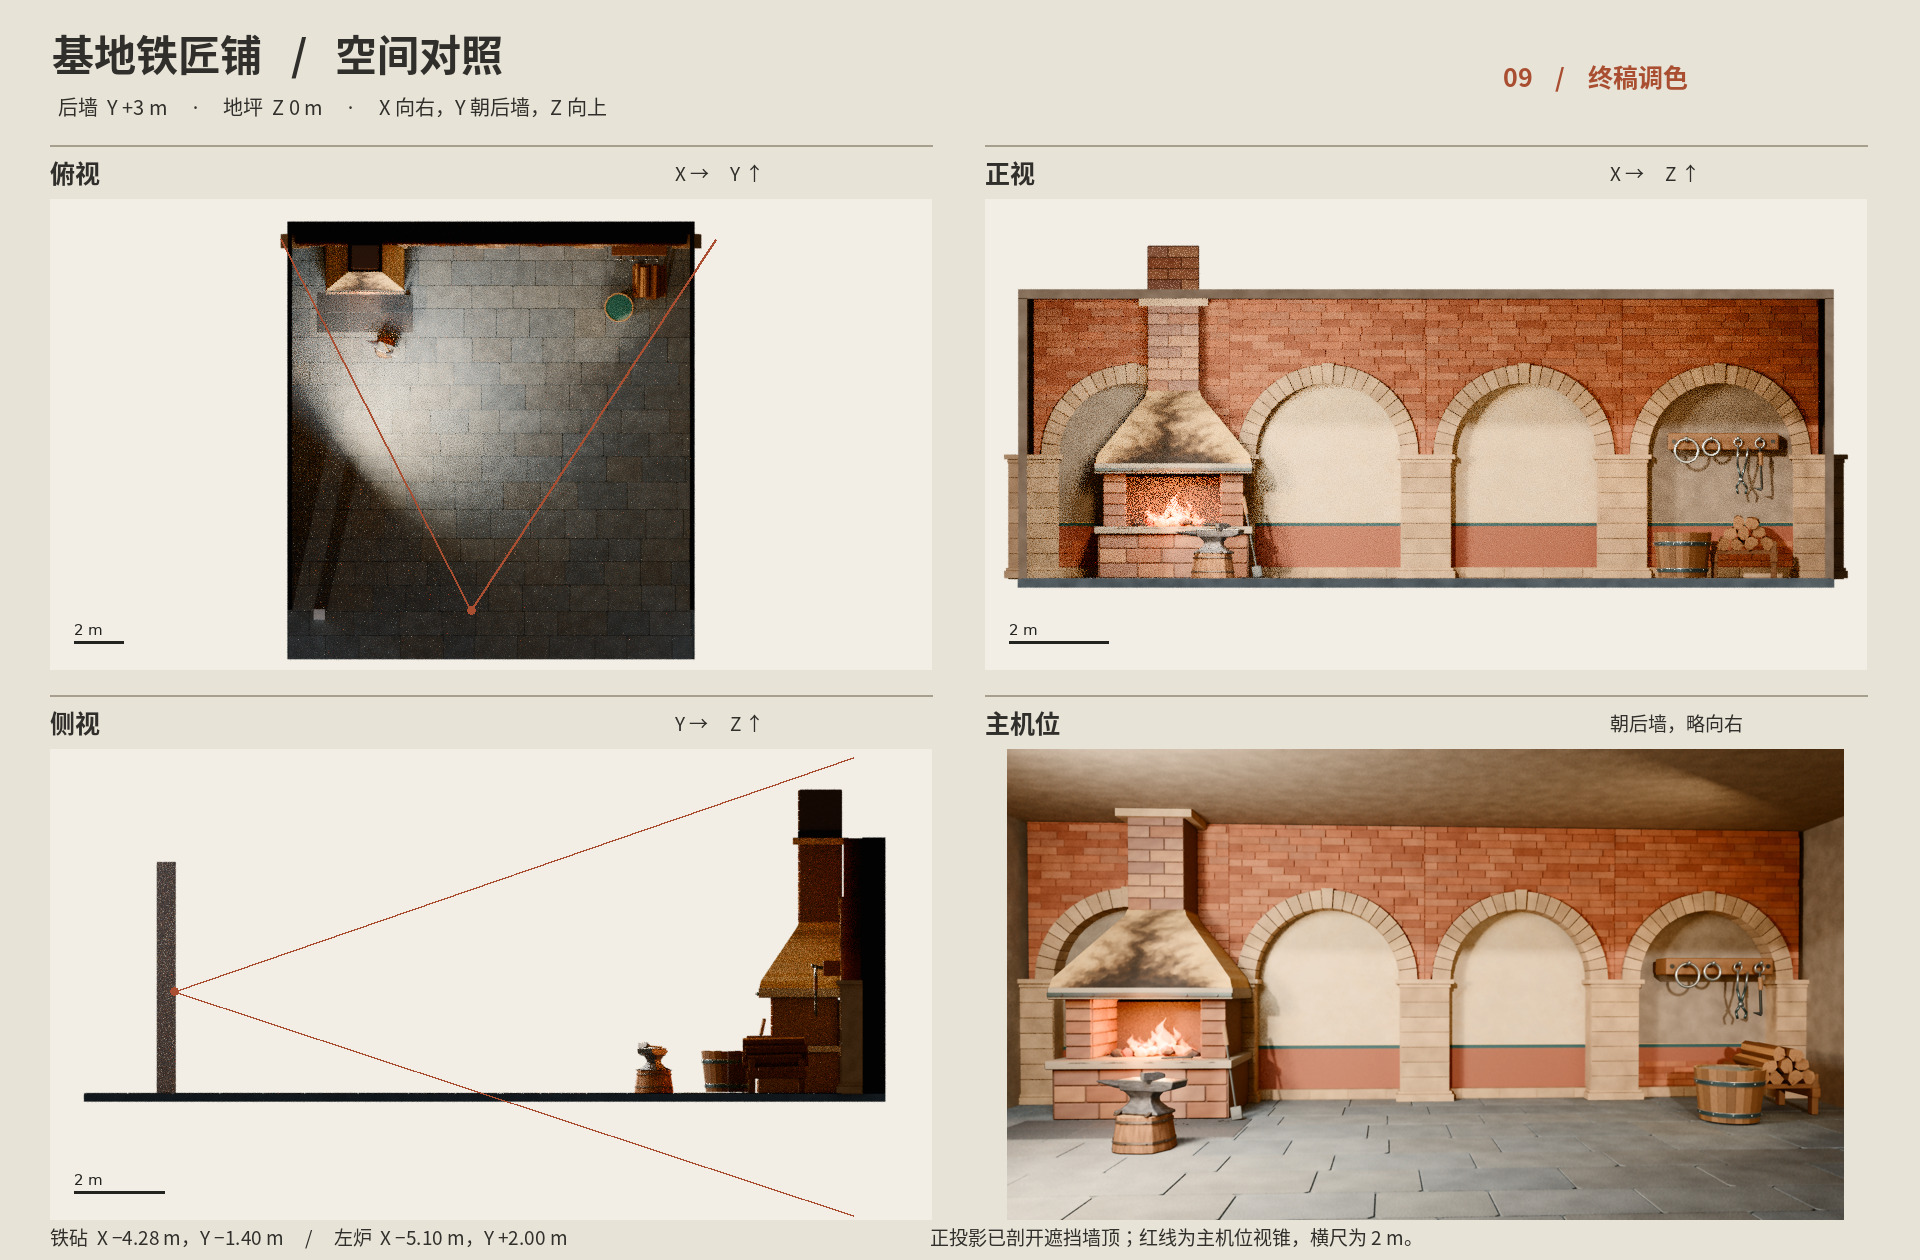 基地铁匠铺 / 空间对照
09 / 终稿调色
后墙 Y +3 m · 地坪 Z 0 m · X 向右，Y 朝后墙，Z 向上
俯视 X → Y ↑
2 m
正视 X → Z ↑
2 m
侧视 Y → Z ↑
2 m
主机位 朝后墙，略向右
铁砧 X −4.28 m，Y −1.40 m / 左炉 X −5.10 m，Y +2.00 m
正投影已剖开遮挡墙顶；红线为主机位视锥，横尺为 2 m。